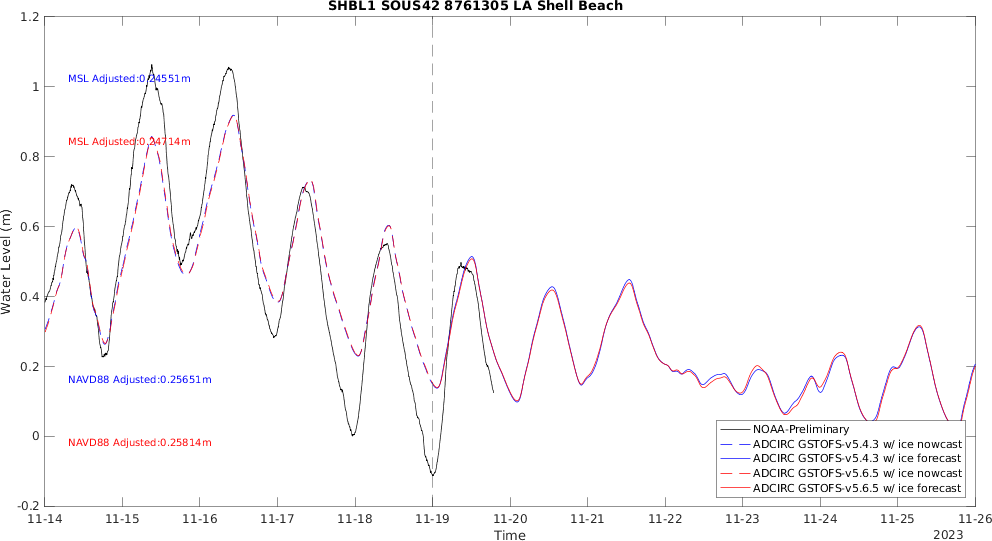 SHBL1 SOUS42 8761305 LA Shell Beach
1.2
1
0.8
0.6
0.4
0.2
0
-0.2
Water Level (m)
MSL Adjusted:0.24551m
MSL Adjusted:0.24714m
NAVD88 Adjusted:0.25651m
NAVD88 Adjusted:0.25814m
NOAA-Preliminary
ADCIRC GSTOFS-v5.4.3 w/ ice nowcast
ADCIRC GSTOFS-v5.4.3 w/ ice forecast
ADCIRC GSTOFS-v5.6.5 w/ ice nowcast
ADCIRC GSTOFS-v5.6.5 w/ ice forecast
11-14 11-15 11-16 11-17 11-18 11-19 11-20 11-21 11-22 11-23 11-24 11-25 11-26
Time
2023